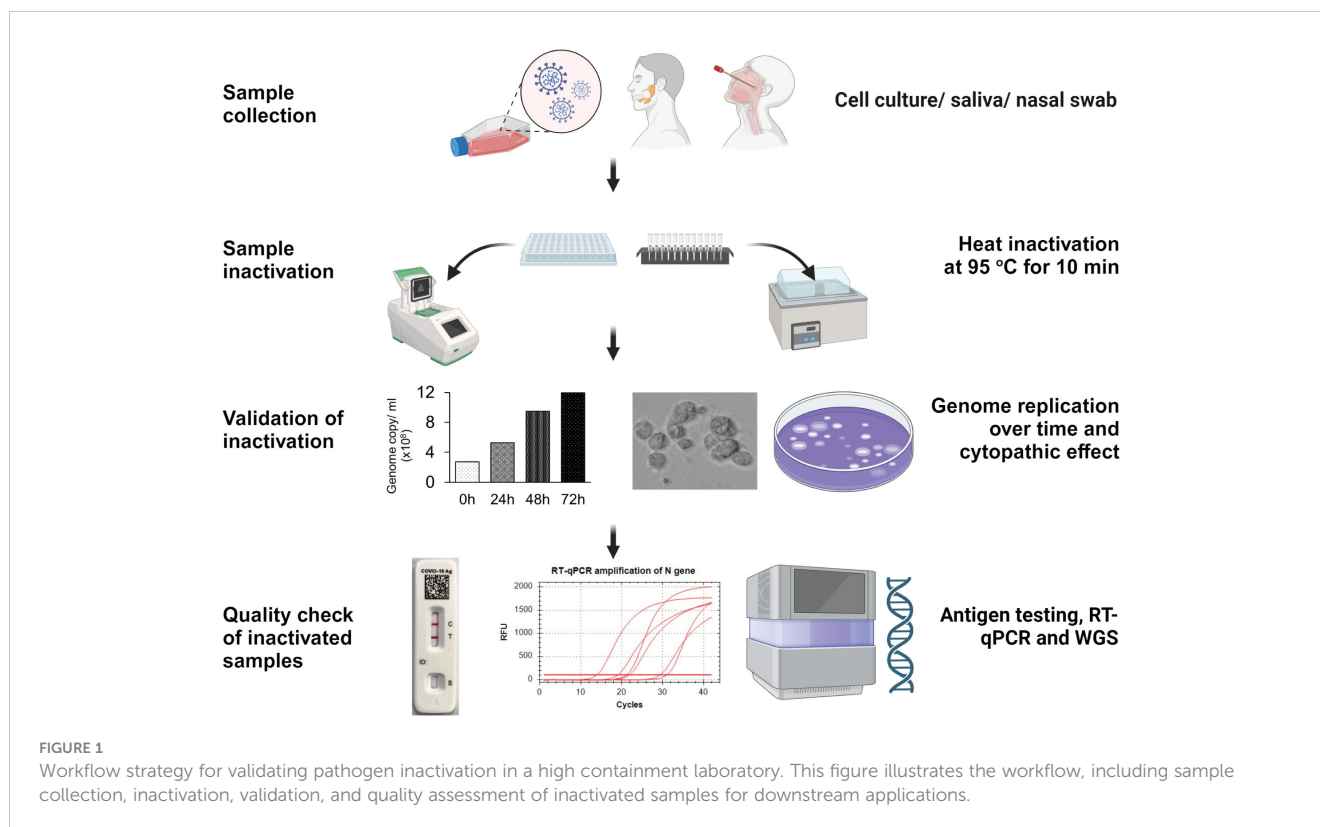 Sample
collection
Cell culture/ saliva/ nasal swab
Sample
inactivation
Heat inactivation
at 95 °C for 10 min
Validation of
inactivation
Genome copy/ ml
(x10⁸)
12
8
4
0
0h 24h 48h 72h
Genome replication
over time and
cytopathic effect
Quality check
of inactivated
samples
COVID-19 Ag
C
T
ID:
S
RT-qPCR amplification of N gene
RFU
2000
1500
1000
500
0
0 10 20 30 40
Cycles
Antigen testing, RT-
qPCR and WGS
FIGURE 1
Workflow strategy for validating pathogen inactivation in a high containment laboratory. This figure illustrates the workflow, including sample
collection, inactivation, validation, and quality assessment of inactivated samples for downstream applications.